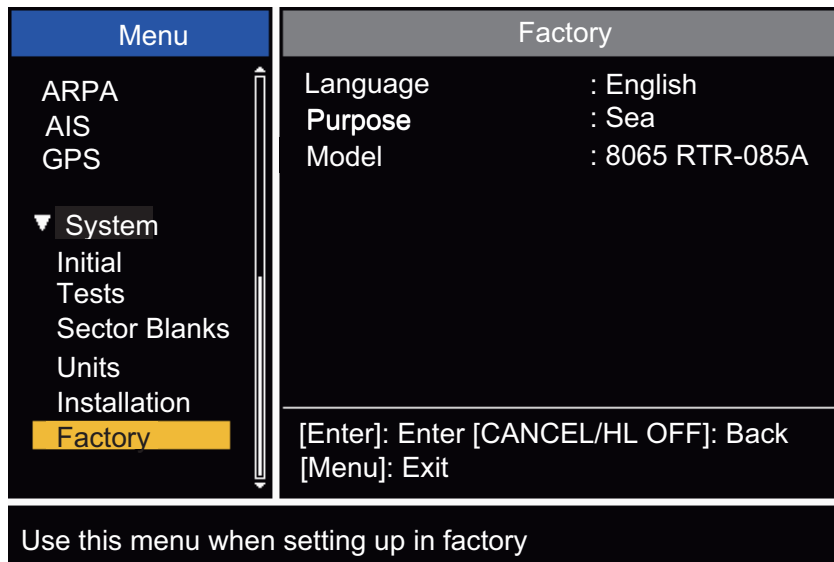 Menu
ARPA
AIS
GPS
▼ System
Initial
Tests
Sector Blanks
Units
Installation
Factory
Factory
Language : English
Purpose : Sea
Model : 8065 RTR-085A
[Enter]: Enter [CANCEL/HL OFF]: Back
[Menu]: Exit
Use this menu when setting up in factory